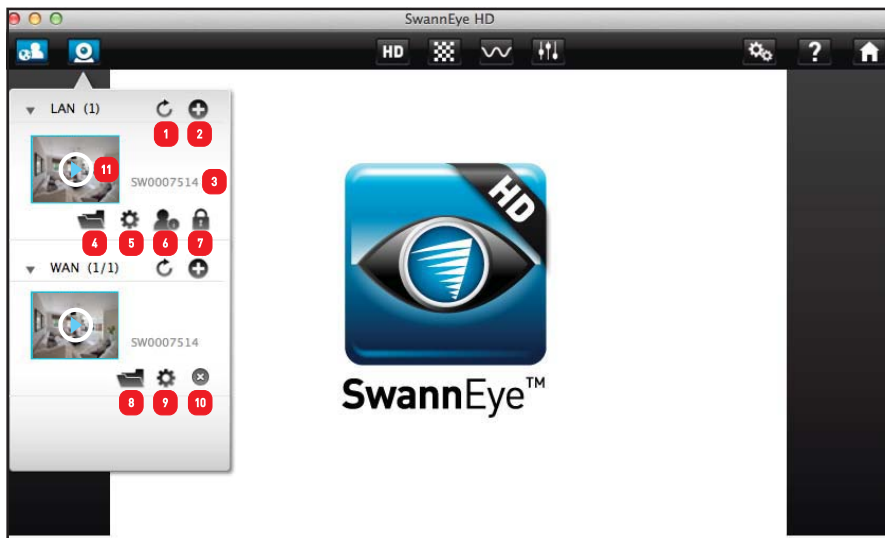 SwannEye HD
HD
?
LAN (1)
1
2
11
SW0007514
3
4
5
6
7
WAN (1/1)
SW0007514
8
9
10
HD
SwannEye™